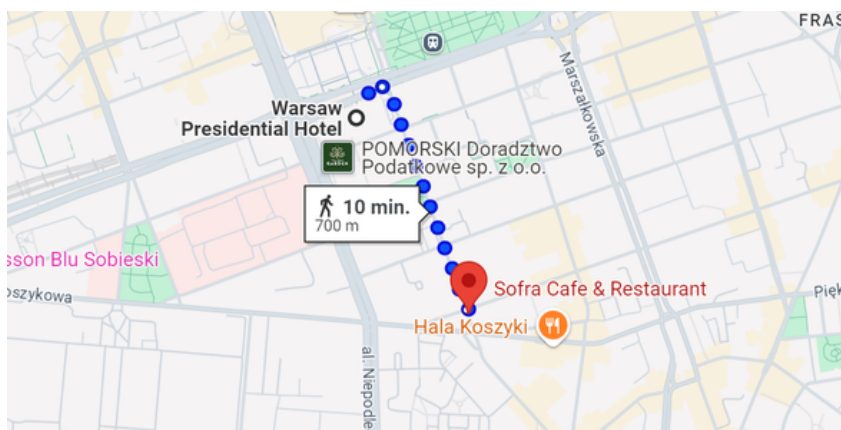 FRAS
Marszałkowska
Warsaw
Presidential Hotel
POMORSKI Doradztwo
Podatkowe sp. z o.o.
10 min.
700 m
sson Blu Sobieski
oszykowa
Sofra Cafe & Restaurant
Pięk
Hala Koszyki
al. Niepodle